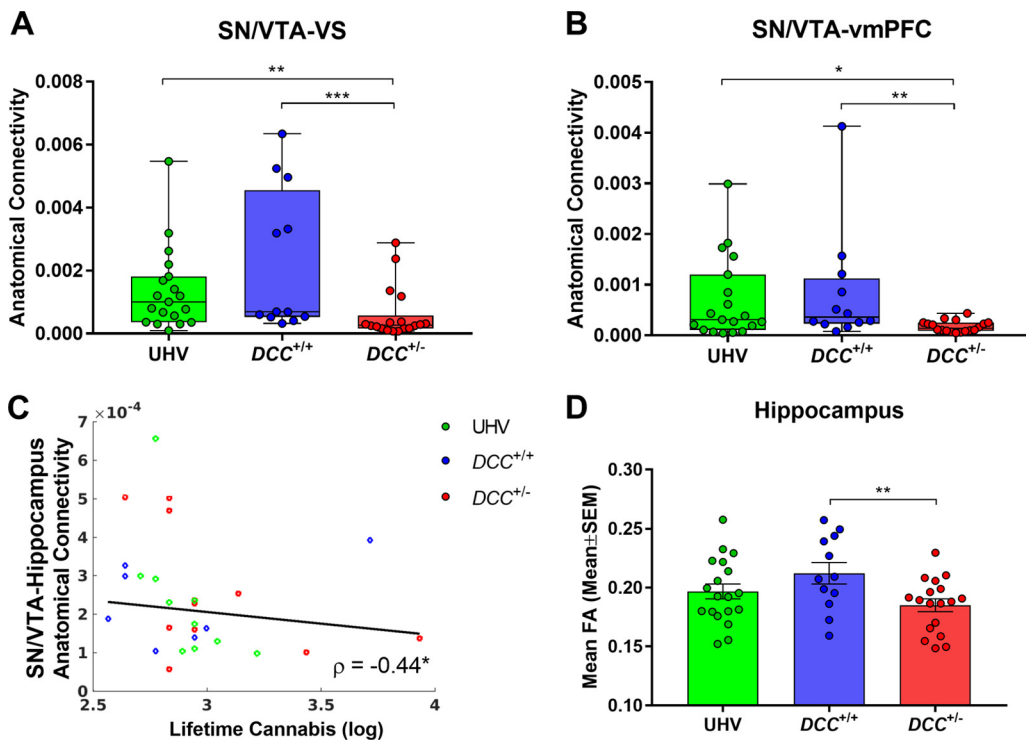 A
SN/VTA-VS
**
***
Anatomical Connectivity
0.008
0.006
0.004
0.002
0.000
UHV
DCC+/+
DCC+/-
B
SN/VTA-vmPFC
*
**
Anatomical Connectivity
0.005
0.004
0.003
0.002
0.001
0.000
UHV
DCC+/+
DCC+/-
C
×10-4
SN/VTA-Hippocampus
Anatomical Connectivity
7
6
5
4
3
2
1
0
2.5
3
3.5
4
Lifetime Cannabis (log)
ρ = -0.44*
UHV
DCC+/+
DCC+/-
D
Hippocampus
**
Mean FA (Mean±SEM)
0.30
0.25
0.20
0.15
0.10
UHV
DCC+/+
DCC+/-